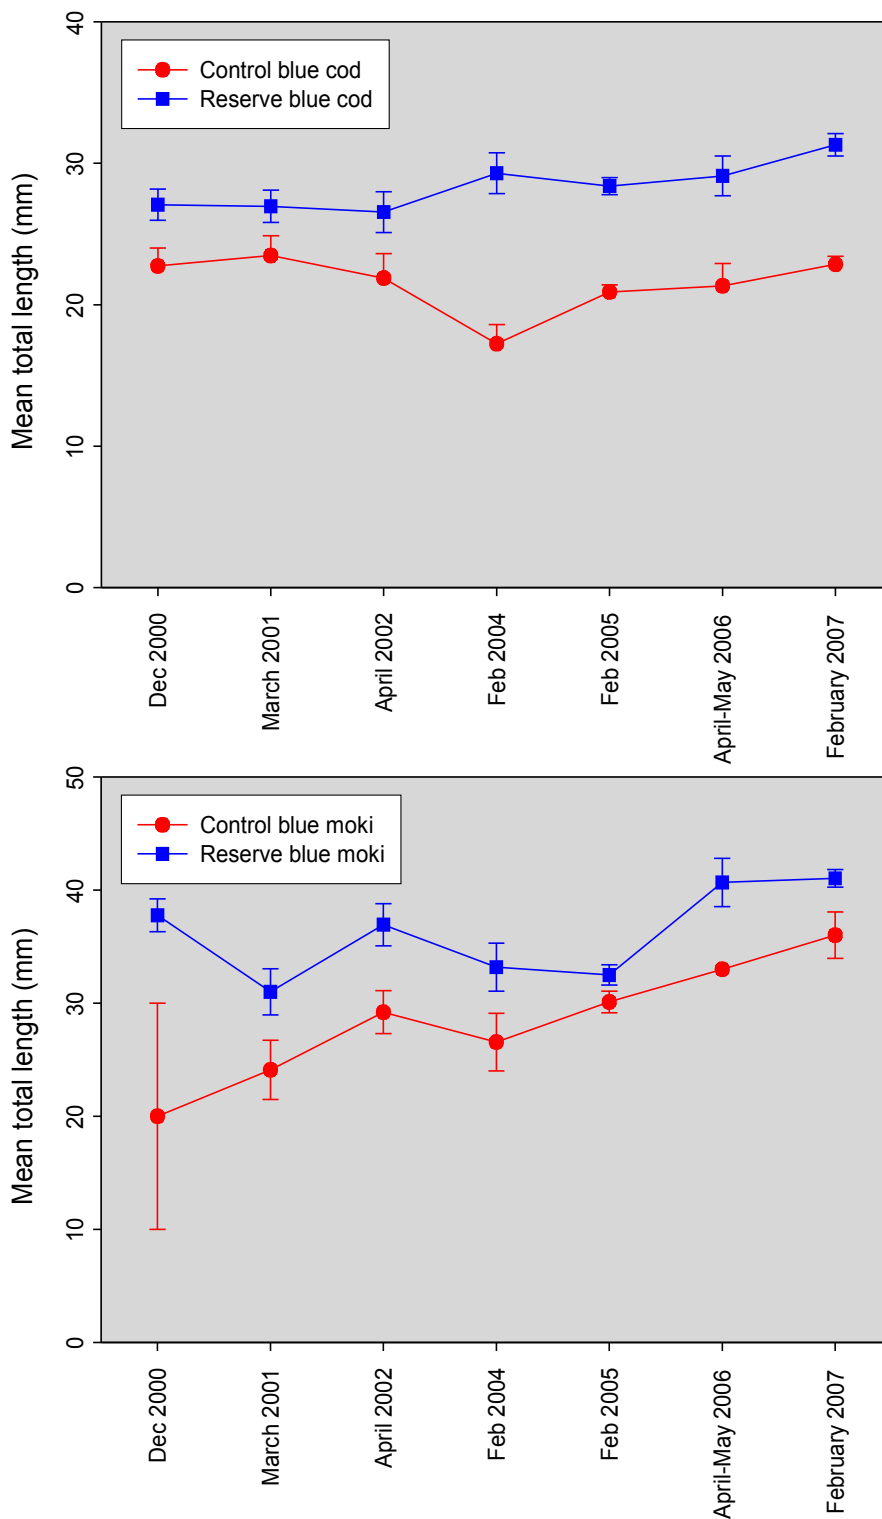 Mean total length (mm)
40
30
20
10
0
Control blue cod
Reserve blue cod
Dec 2000
March 2001
April 2002
Feb 2004
Feb 2005
April-May 2006
February 2007
Mean total length (mm)
50
40
30
20
10
0
Control blue moki
Reserve blue moki
Dec 2000
March 2001
April 2002
Feb 2004
Feb 2005
April-May 2006
February 2007